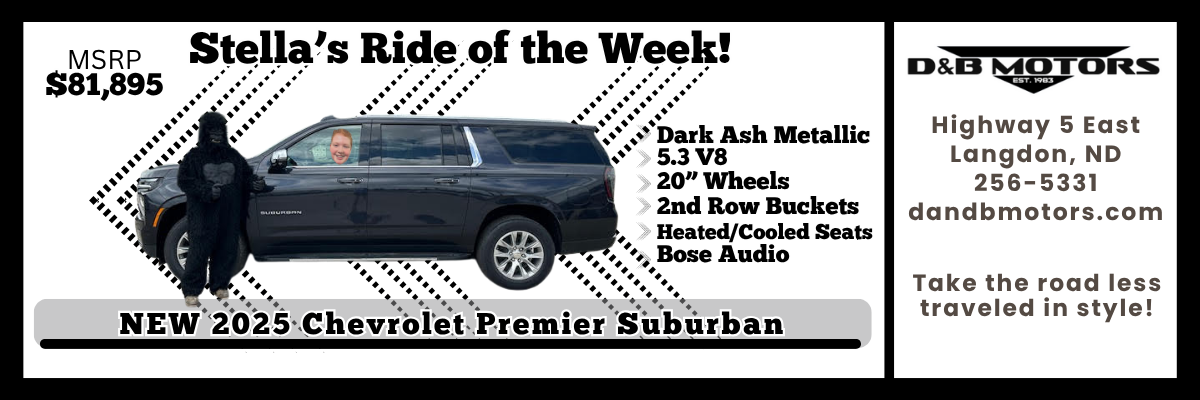 MSRP
$81,895
Stella's Ride of the Week!
SUBURBAN
Dark Ash Metallic
5.3 V8
20" Wheels
2nd Row Buckets
Heated/Cooled Seats
Bose Audio
NEW 2025 Chevrolet Premier Suburban
D&B MOTORS
EST. 1983
Highway 5 East
Langdon, ND
256-5331
dandbmotors.com
Take the road less
traveled in style!